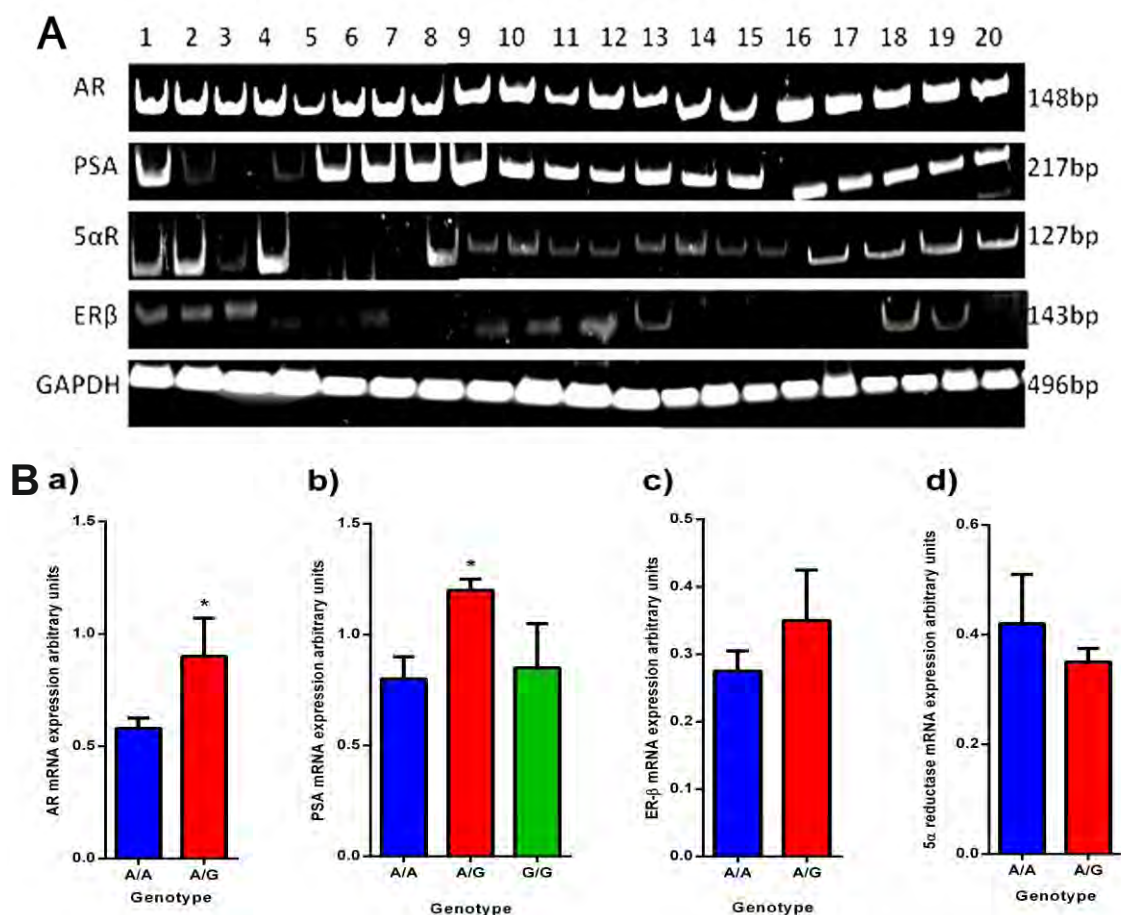 A
1 2 3 4 5 6 7 8 9 10 11 12 13 14 15 16 17 18 19 20
AR 148bp
PSA 217bp
5αR 127bp
ERβ 143bp
GAPDH 496bp
B a)
AR mRNA expression arbitrary units
1.5
1.0
0.5
0.0
*
A/A A/G
Genotype
b)
PSA mRNA expression arbitrary units
1.5
1.0
0.5
0.0
*
A/A A/G G/G
Genotype
c)
ER-β mRNA expression arbitrary units
0.5
0.4
0.3
0.2
0.1
0.0
A/A A/G
Genotype
d)
5α reductase mRNA expression arbitrary units
0.6
0.4
0.2
0.0
A/A A/G
Genotype